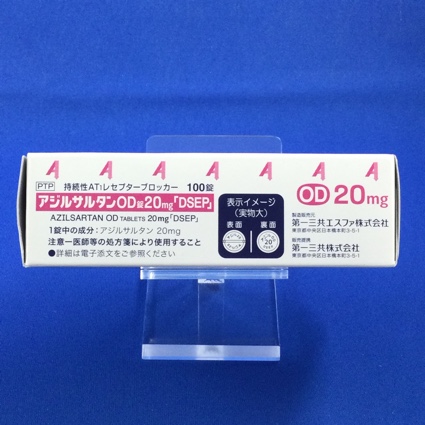 A A A A A A A
PTP 持続性AT₁レセプターブロッカー 100錠
アジルサルタンOD錠20mg「DSEP」
AZILSARTAN OD TABLETS 20mg「DSEP」
1錠中の成分：アジルサルタン 20mg
注意－医師等の処方箋により使用すること
●詳細は電子添文をご参照ください
表示イメージ
（実物大）
表面 裏面
20
OD 20mg
製造販売元
第一三共エスファ株式会社
東京都中央区日本橋本町3-5-1
販売提携
第一三共株式会社
東京都中央区日本橋本町3-5-1